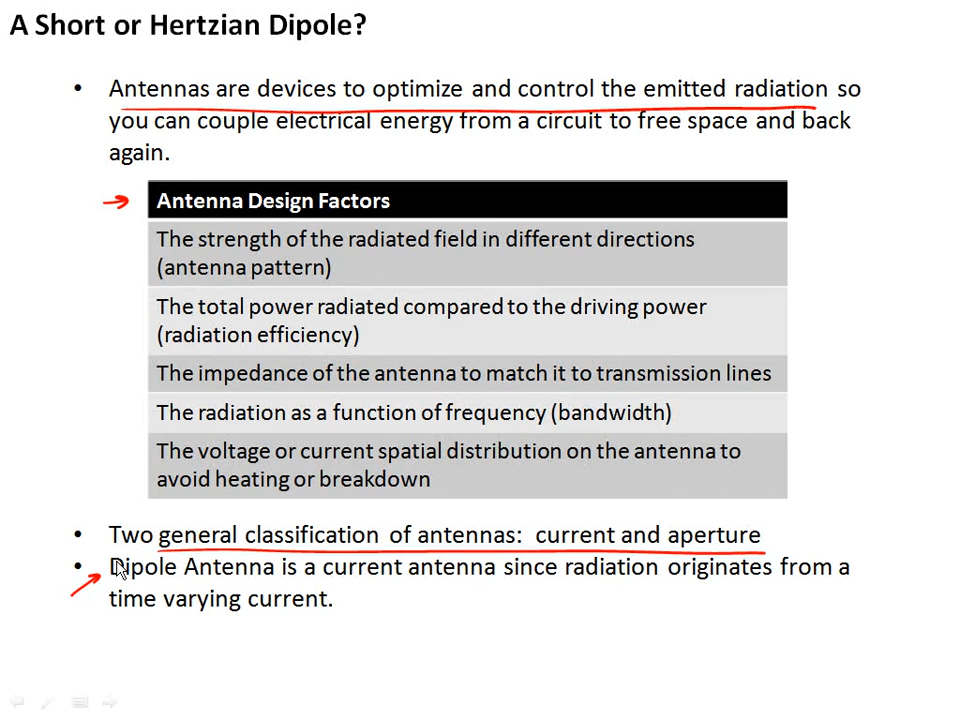 A Short or Hertzian Dipole?
• Antennas are devices to optimize and control the emitted radiation so
you can couple electrical energy from a circuit to free space and back
again.
Antenna Design Factors
The strength of the radiated field in different directions
(antenna pattern)
The total power radiated compared to the driving power
(radiation efficiency)
The impedance of the antenna to match it to transmission lines
The radiation as a function of frequency (bandwidth)
The voltage or current spatial distribution on the antenna to
avoid heating or breakdown
• Two general classification of antennas: current and aperture
• Dipole Antenna is a current antenna since radiation originates from a
time varying current.